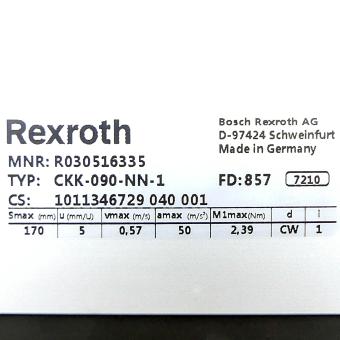 Rexroth
Bosch Rexroth AG
D-97424 Schweinfurt
Made in Germany
MNR: R030516335
TYP: CKK-090-NN-1 FD: 857 7210
CS: 1011346729 040 001
Smax (mm) u (mm/U) vmax (m/s) amax (m/s²) M1max(Nm) d i
170 5 0,57 50 2,39 CW 1